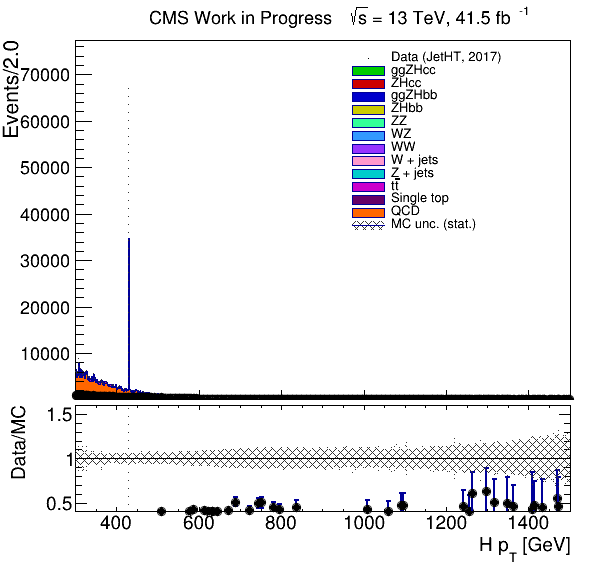 CMS Work in Progress √s = 13 TeV, 41.5 fb -1
Events/2.0
70000
60000
50000
40000
30000
20000
10000
Data (JetHT, 2017)
ggZHcc
ZHcc
ggZHbb
ZHbb
ZZ
WZ
WW
W + jets
Z + jets
tt̅
Single top
QCD
MC unc. (stat.)
Data/MC
1.5
1
0.5
400 600 800 1000 1200 1400
H pT [GeV]